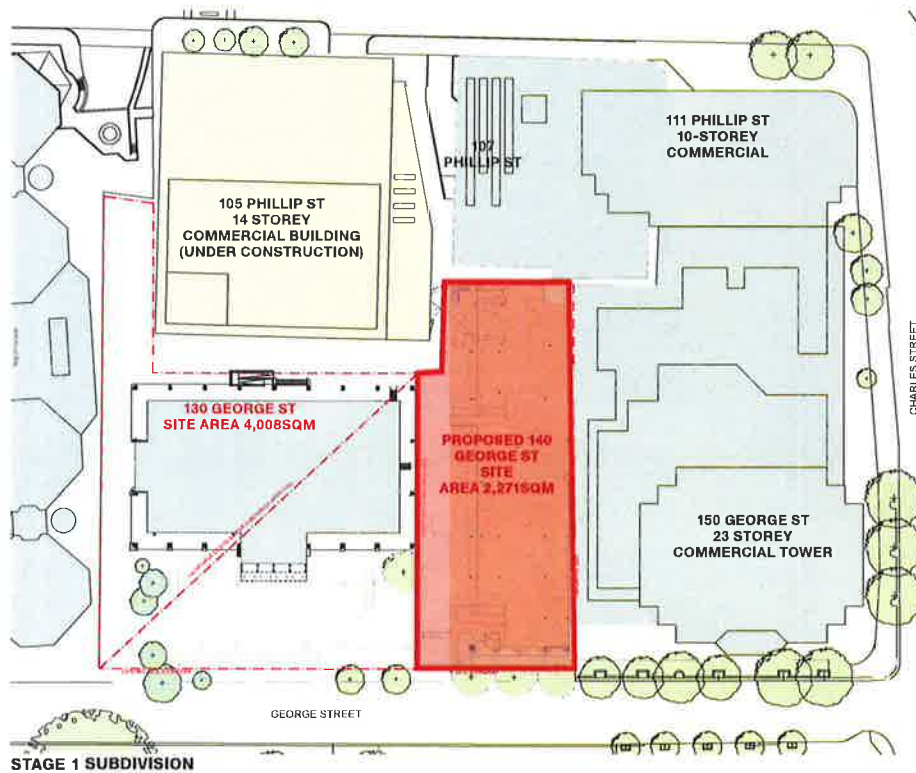 111 PHILLIP ST
10-STOREY
COMMERCIAL
107
PHILLIP ST
105 PHILLIP ST
14 STOREY
COMMERCIAL BUILDING
(UNDER CONSTRUCTION)
CHARLES STREET
130 GEORGE ST
SITE AREA 4,008SQM
PROPOSED 140
GEORGE ST
SITE
AREA 2,271SQM
150 GEORGE ST
23 STOREY
COMMERCIAL TOWER
GEORGE STREET
STAGE 1 SUBDIVISION